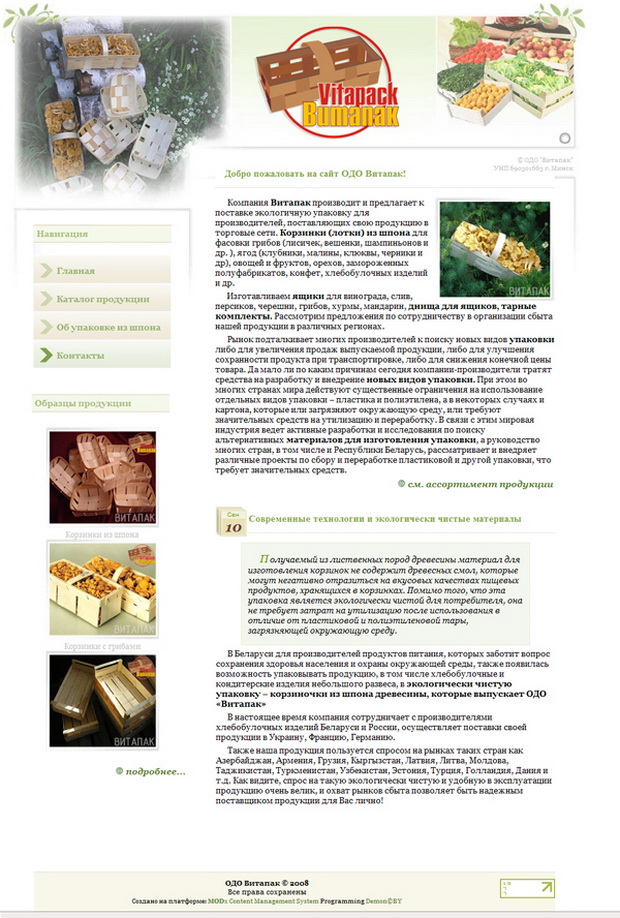 Vitapack
Витапак
© ОДО "Витапак"
УНП 690301663 г. Минск
Добро пожаловать на сайт ОДО Витапак!
Навигация
Главная
Каталог продукции
Об упаковке из шпона
Контакты
Образцы продукции
ВИТАПАК
Корзинки из шпона
ВИТАПАК
Корзинки с грибами
ВИТАПАК
подробнее...
Компания Витапак производит и предлагает к
поставке экологичную упаковку для
производителей, поставляющих свою продукцию в
торговые сети. Корзинки (лотки) из шпона для
фасовки грибов (лисичек, вешенки, шампиньонов и
др. ), ягод (клубники, малины, клюквы, черники и
др), овощей и фруктов, орехов, замороженных
полуфабрикатов, конфет, хлебобулочных изделий
и др.
ВИТАПАК
Изготавливаем ящики для винограда, слив,
персиков, черешни, грибов, хурмы, мандарин, днища для ящиков, тарные
комплекты. Рассмотрим предложения по сотрудничеству в организации сбыта
нашей продукции в различных регионах.
Рынок подталкивает многих производителей к поиску новых видов упаковки
либо для увеличения продаж выпускаемой продукции, либо для улучшения
сохранности продукта при транспортировке, либо для снижения конечной цены
товара. Да мало ли по каким причинам сегодня компании-производители тратят
средства на разработку и внедрение новых видов упаковки. При этом во
многих странах мира действуют существенные ограничения на использование
отдельных видов упаковки – пластика и полиэтилена, а в некоторых случаях и
картона, которые или загрязняют окружающую среду, или требуют
значительных средств на утилизацию и переработку. В связи с этим мировая
индустрия ведет активные разработки и исследования по поиску
альтернативных материалов для изготовления упаковки, а руководство
многих стран, в том числе и Республики Беларусь, рассматривает и внедряет
различные проекты по сбору и переработке пластиковой и другой упаковки, что
требует значительных средств.
см. ассортимент продукции
Сен
10
Современные технологии и экологически чистые материалы
Получаемый из лиственных пород древесины материал для
изготовления корзинок не содержит древесных смол, которые
могут негативно отразиться на вкусовых качествах пищевых
продуктов, хранящихся в корзинках. Помимо того, что эта
упаковка является экологически чистой для потребителя, она
не требует затрат на утилизацию после использования в
отличие от пластиковой и полиэтиленовой тары,
загрязняющей окружающую среду.
В Беларуси для производителей продуктов питания, которых заботит вопрос
сохранения здоровья населения и охраны окружающей среды, также появилась
возможность упаковывать продукцию, в том числе хлебобулочные и
кондитерские изделия небольшого развеса, в экологически чистую
упаковку – корзиночки из шпона древесины, которые выпускает ОДО
«Витапак»
В настоящее время компания сотрудничает с производителями
хлебобулочных изделий Беларуси и России, осуществляет поставки своей
продукции в Украину, Францию, Германию.
Также наша продукция пользуется спросом на рынках таких стран как
Азербайджан, Армения, Грузия, Кыргызстан, Латвия, Литва, Молдова,
Таджикистан, Туркменистан, Узбекистан, Эстония, Турция, Голландия, Дания и
т.д. Как видите, спрос на такую экологически чистую и удобную в эксплуатации
продукцию очень велик, и охват рынков сбыта позволяет быть надежным
поставщиком продукции для Вас лично!
ОДО Витапак © 2008
Все права сохранены
Создано на платформе: MODx Content Management System Programming Demon©BY